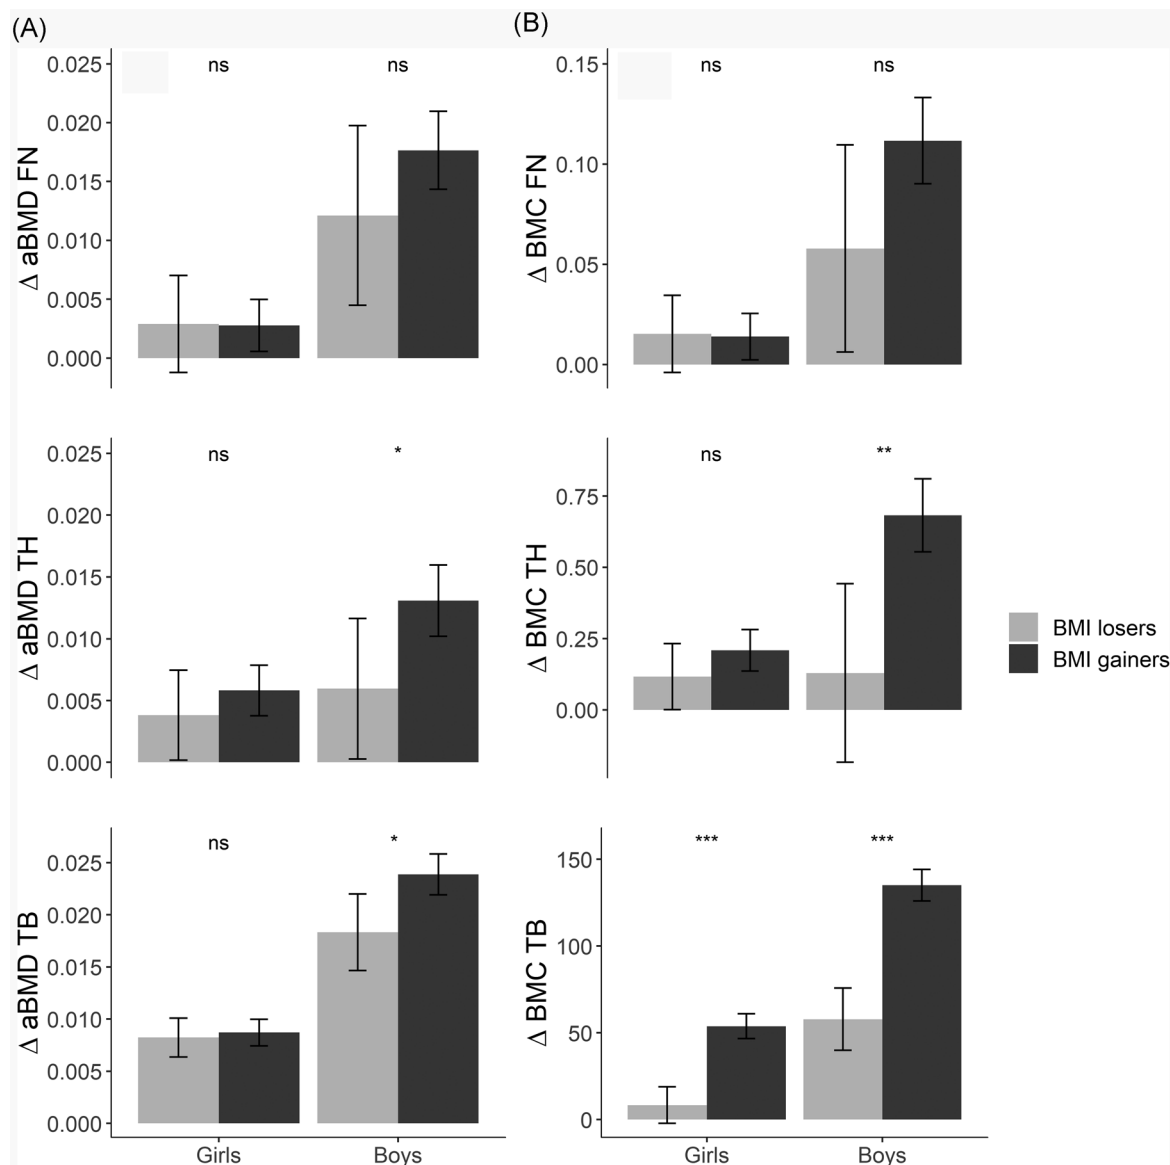 (A)
(B)
Δ aBMD FN
0.025
0.020
0.015
0.010
0.005
0.000
ns
ns
Δ BMC FN
0.15
0.10
0.05
0.00
ns
ns
Δ aBMD TH
0.025
0.020
0.015
0.010
0.005
0.000
ns
*
Δ BMC TH
0.75
0.50
0.25
0.00
ns
**
BMI losers
BMI gainers
Δ aBMD TB
0.025
0.020
0.015
0.010
0.005
0.000
ns
*
Girls
Boys
Δ BMC TB
150
100
50
0
***
***
Girls
Boys